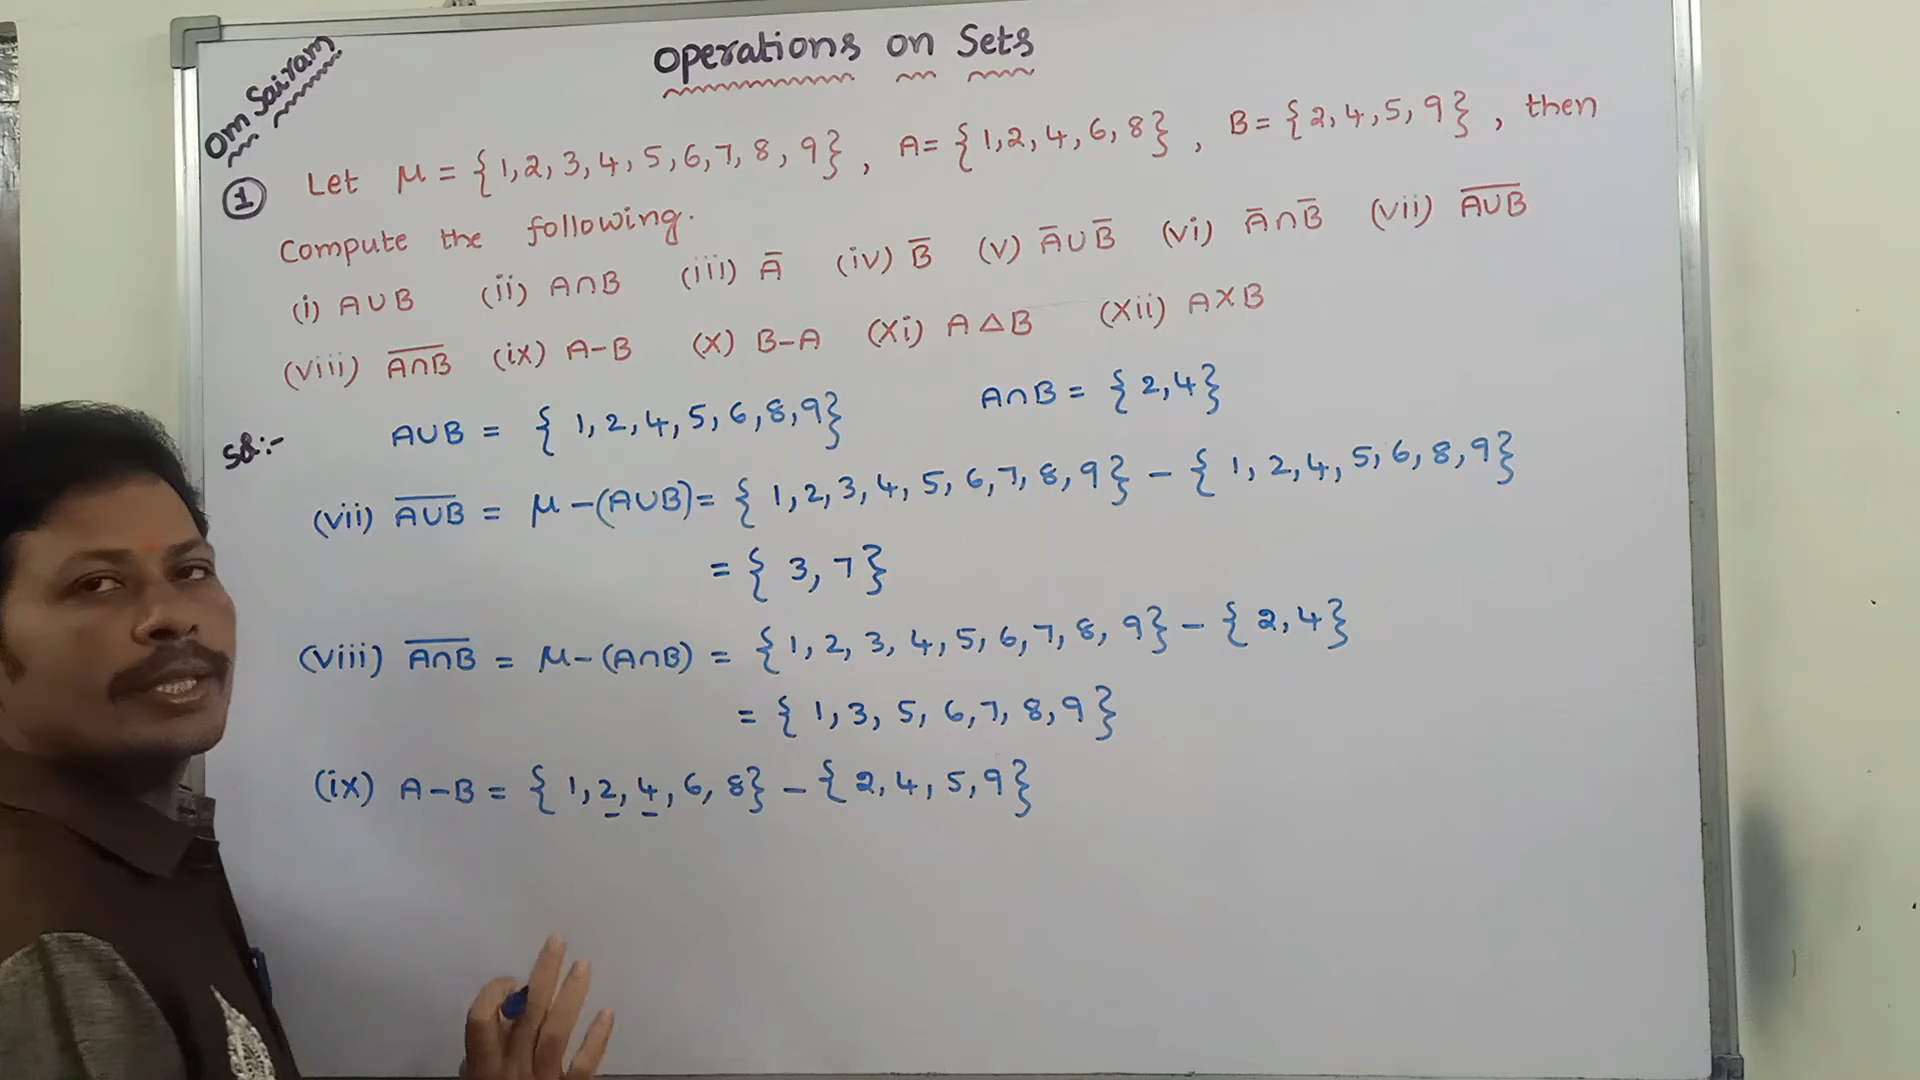 Om Sairam
Operations on Sets
① Let μ = {1,2,3,4,5,6,7,8,9}, A= {1,2,4,6,8}, B= {2,4,5,9}, then
Compute the following.
(i) A∪B (ii) A∩B (iii) A̅ (iv) B̅ (v) A̅∪B̅ (vi) A̅∩B̅ (vii) A̅∪̅B̅
(viii) A̅∩̅B̅ (ix) A-B (x) B-A (xi) A△B (xii) A×B
Sol:- A∪B = {1,2,4,5,6,8,9} A∩B = {2,4}
(vii) A̅∪̅B̅ = μ-(A∪B)= {1,2,3,4,5,6,7,8,9} - {1,2,4,5,6,8,9}
= {3,7}
(viii) A̅∩̅B̅ = μ-(A∩B) = {1,2,3,4,5,6,7,8,9} - {2,4}
= {1,3,5,6,7,8,9}
(ix) A-B = {1,2,4,6,8} - {2,4,5,9}